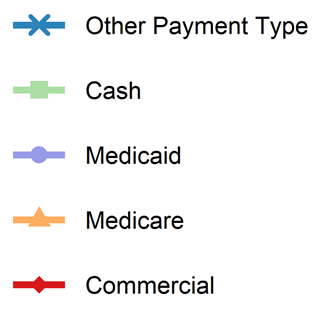 Other Payment Type
Cash
Medicaid
Medicare
Commercial